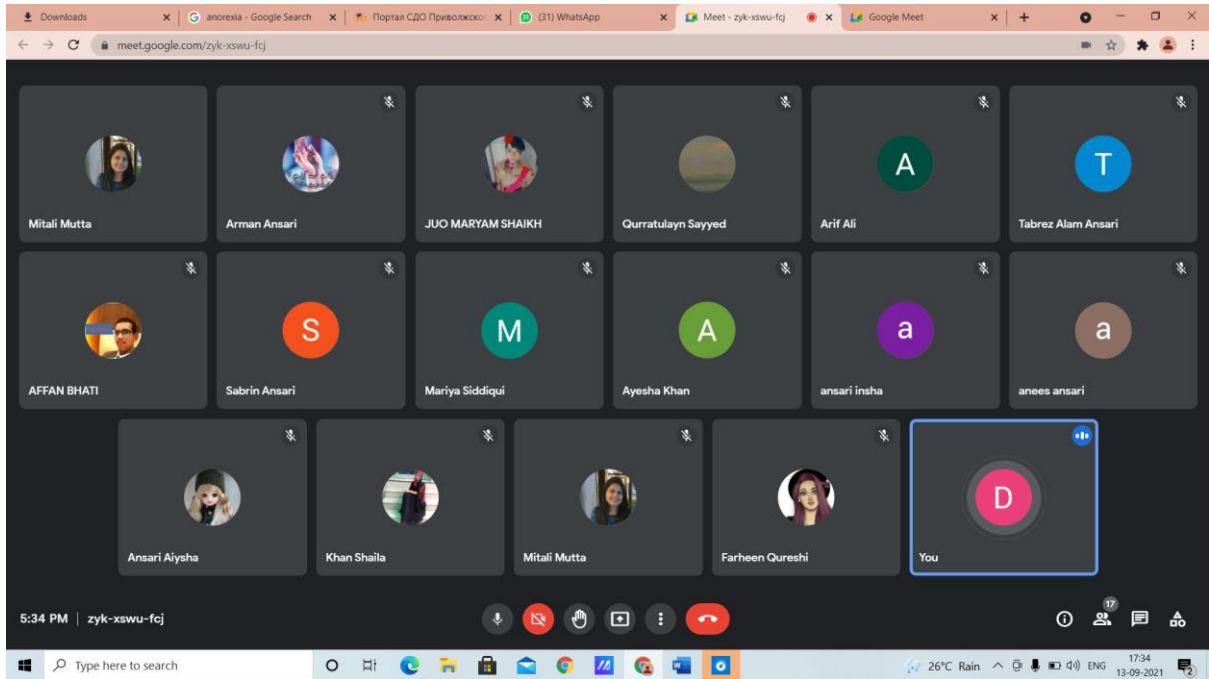 Downloads
anorexia - Google Search
Портал СДО Приволжског
(31) WhatsApp
Meet - zyk-xswu-fcj
Google Meet
meet.google.com/zyk-xswu-fcj
Mitali Mutta
Arman Ansari
JUO MARYAM SHAIKH
Qurratulayn Sayyed
A
Arif Ali
T
Tabrez Alam Ansari
AFFAN BHATI
S
Sabrin Ansari
M
Mariya Siddiqui
A
Ayesha Khan
a
ansari insha
a
anees ansari
Ansari Aiysha
Khan Shaila
Mitali Mutta
Farheen Qureshi
D
You
5:34 PM | zyk-xswu-fcj
17
Type here to search
26°C Rain
ENG
17:34
13-09-2021
2